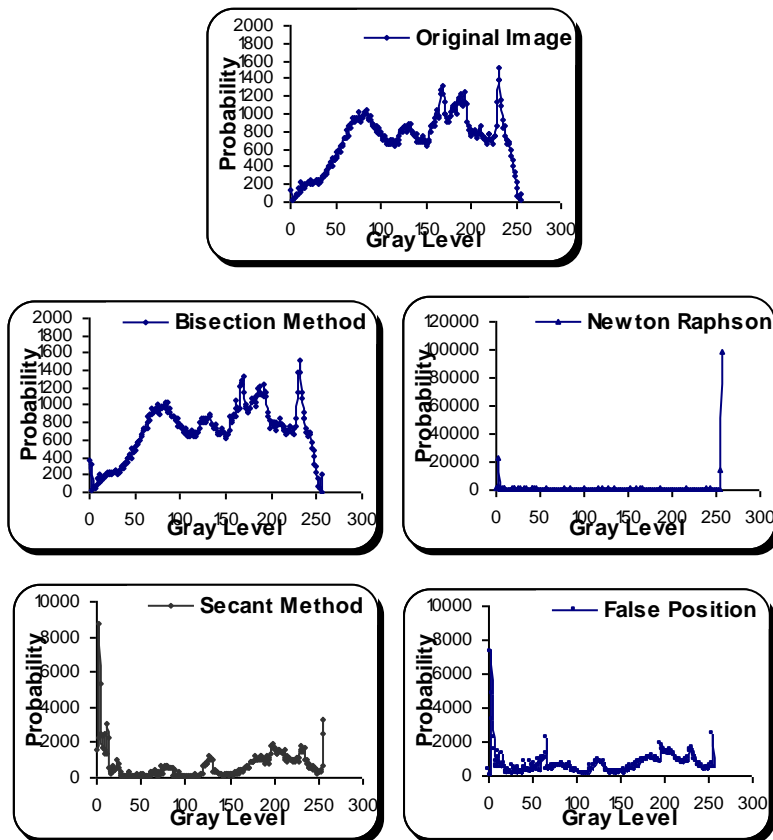 Original Image
Probability
2000
1800
1600
1400
1200
1000
800
600
400
200
0
0 50 100 150 200 250 300
Gray Level
Bisection Method
Probability
2000
1800
1600
1400
1200
1000
800
600
400
200
0
0 50 100 150 200 250 300
Gray Level
Newton Raphson
Probability
120000
100000
80000
60000
40000
20000
0
0 50 100 150 200 250 300
Gray Level
Secant Method
Probability
10000
8000
6000
4000
2000
0
0 50 100 150 200 250 300
Gray Level
False Position
Probability
10000
8000
6000
4000
2000
0
0 50 100 150 200 250 300
Gray Level